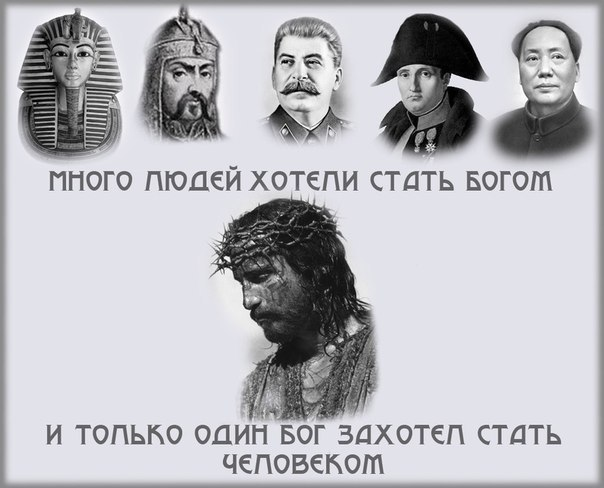 МНОГО ЛЮДЕЙ ХОТЕЛИ СТАТЬ БОГОМ
И ТОЛЬКО ОДИН БОГ ЗАХОТЕЛ СТАТЬ
ЧЕЛОВЕКОМ